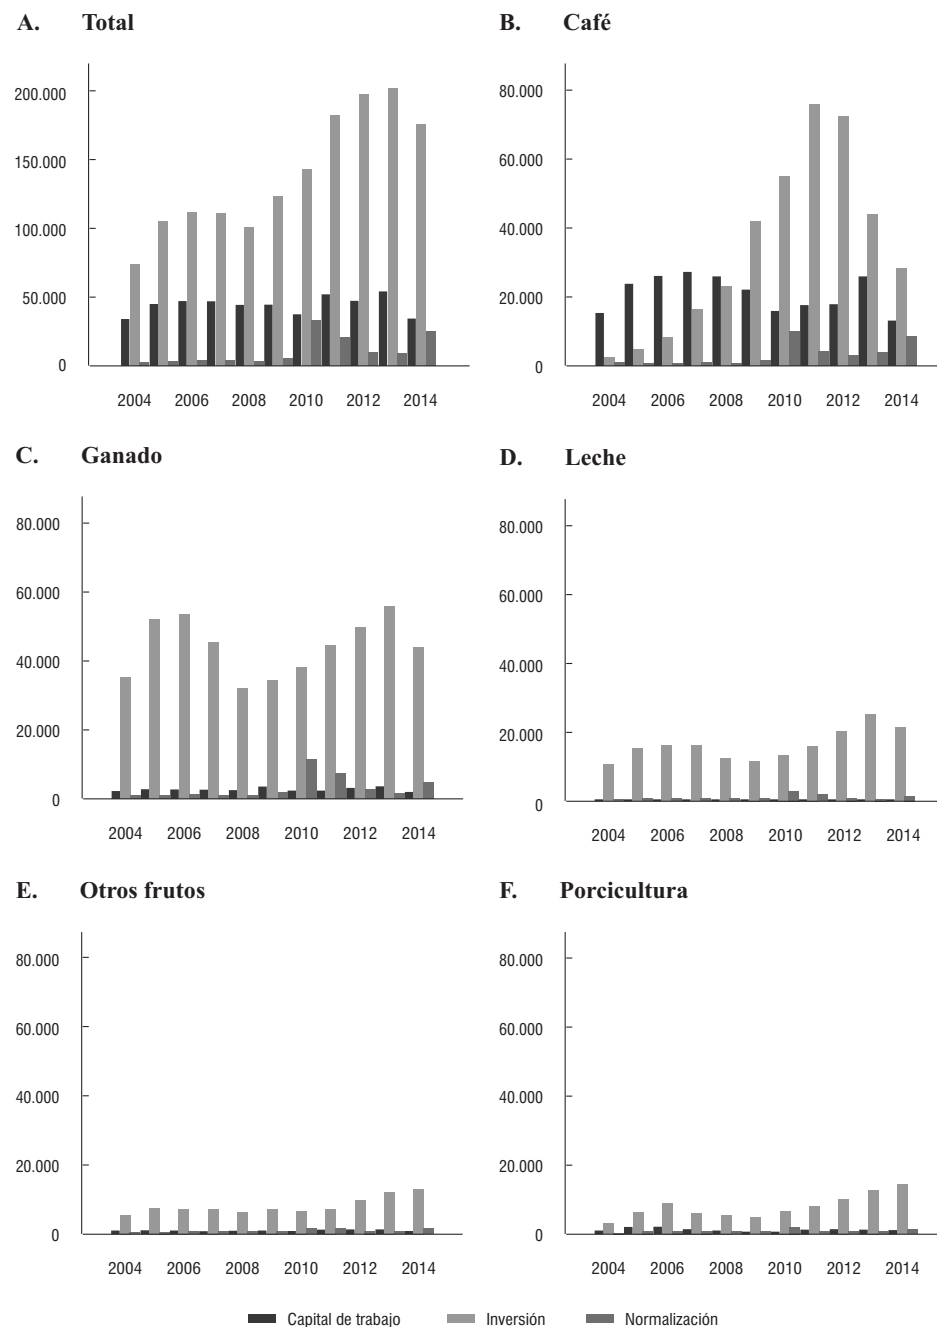 A. Total
200.000
150.000
100.000
50.000
0
2004 2006 2008 2010 2012 2014
B. Café
80.000
60.000
40.000
20.000
0
2004 2006 2008 2010 2012 2014
C. Ganado
80.000
60.000
40.000
20.000
0
2004 2006 2008 2010 2012 2014
D. Leche
80.000
60.000
40.000
20.000
0
2004 2006 2008 2010 2012 2014
E. Otros frutos
80.000
60.000
40.000
20.000
0
2004 2006 2008 2010 2012 2014
F. Porcicultura
80.000
60.000
40.000
20.000
0
2004 2006 2008 2010 2012 2014
Capital de trabajo Inversión Normalización